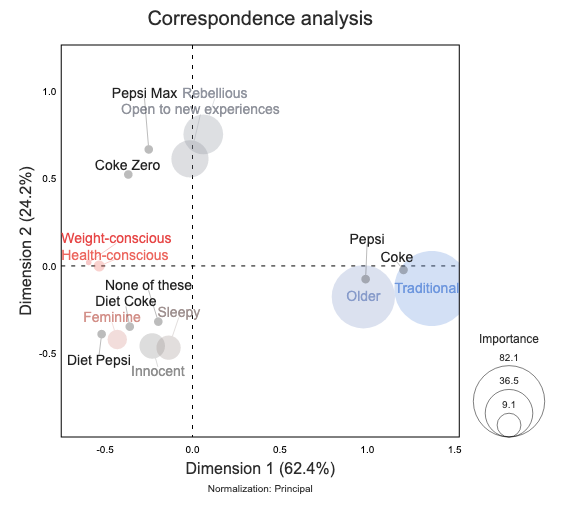 Correspondence analysis
1.0
0.5
0.0
-0.5
Dimension 2 (24.2%)
Pepsi Max Rebellious
Open to new experiences
Coke Zero
Weight-conscious
Health-conscious
Pepsi
Coke
None of these
Diet Coke
Sleepy
Feminine
Older
Traditional
Diet Pepsi
Innocent
Importance
82.1
36.5
9.1
-0.5
0.0
0.5
1.0
1.5
Dimension 1 (62.4%)
Normalization: Principal